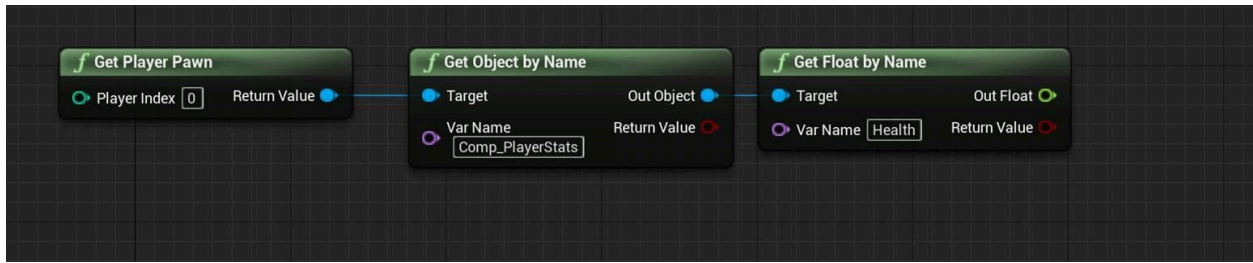 f Get Player Pawn
Player Index 0 Return Value
f Get Object by Name
Target Out Object
Var Name Return Value
Comp_PlayerStats
f Get Float by Name
Target Out Float
Var Name Health Return Value